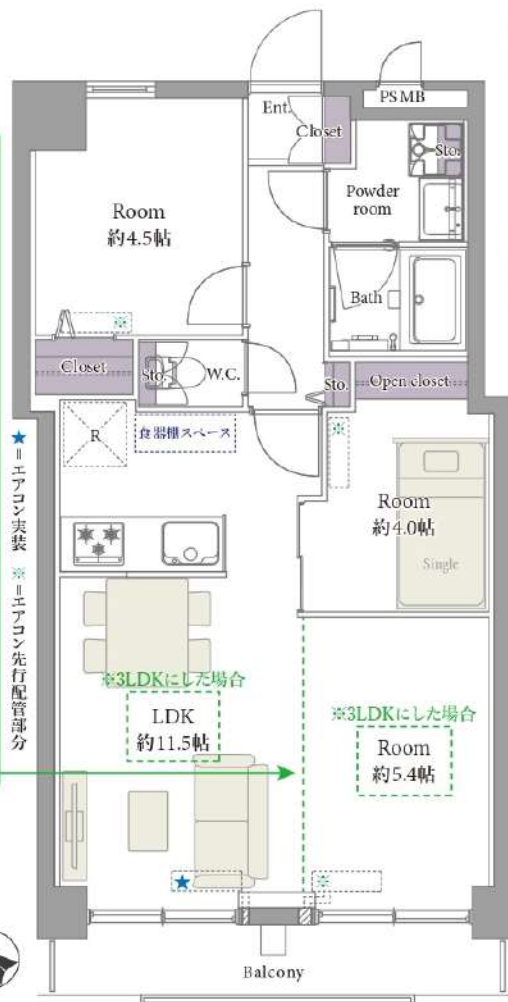 PSMB
Ent.
Closet
Sto.
Powder
room
Room
約4.5帖
※
Bath
Closet
Sto.
W.C.
Sto.
Open closet
R
食器棚スペース
※
Room
約4.0帖
Single
★=エアコン実装 ※=エアコン先行配管部分
※3LDKにした場合
LDK
約11.5帖
※3LDKにした場合
Room
約5.4帖
★
※
Balcony